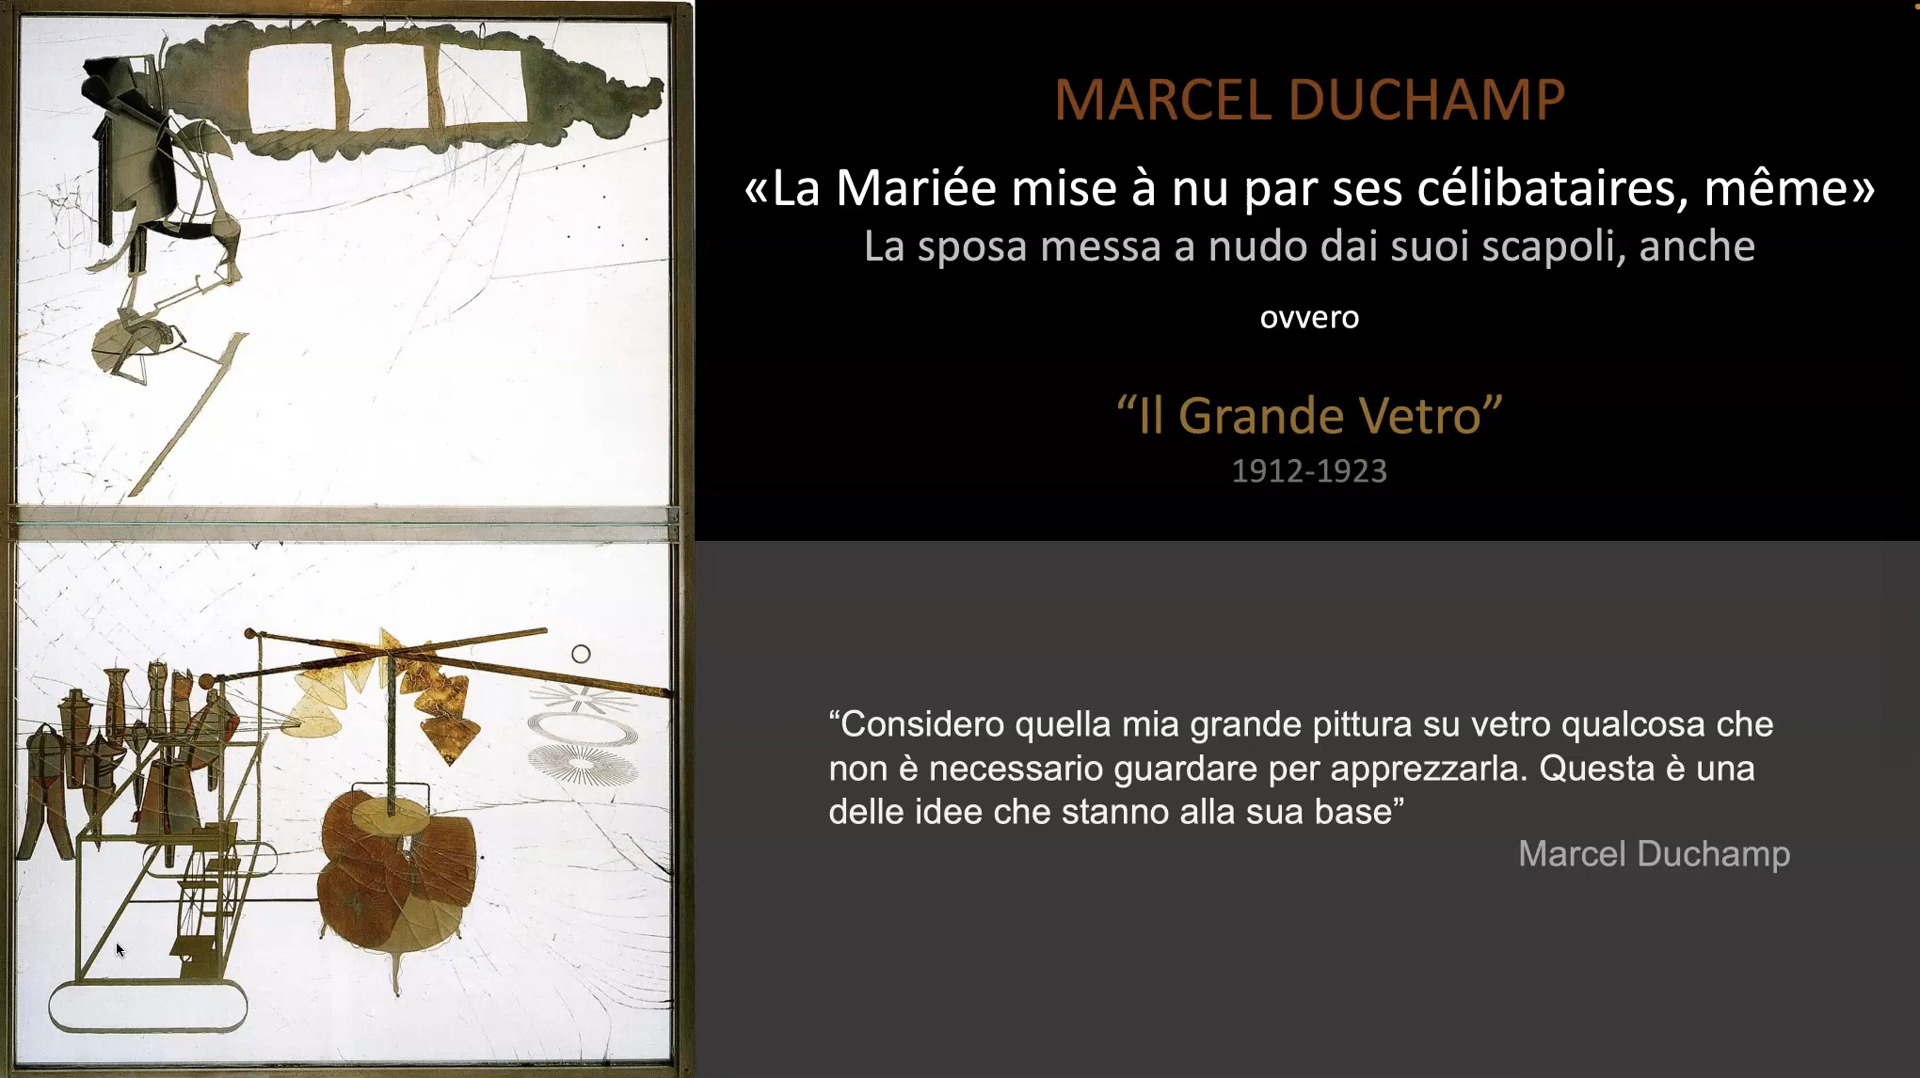 MARCEL DUCHAMP
«La Mariée mise à nu par ses célibataires, même»
La sposa messa a nudo dai suoi scapoli, anche
ovvero
“Il Grande Vetro”
1912-1923
“Considero quella mia grande pittura su vetro qualcosa che
non è necessario guardare per apprezzarla. Questa è una
delle idee che stanno alla sua base”
Marcel Duchamp